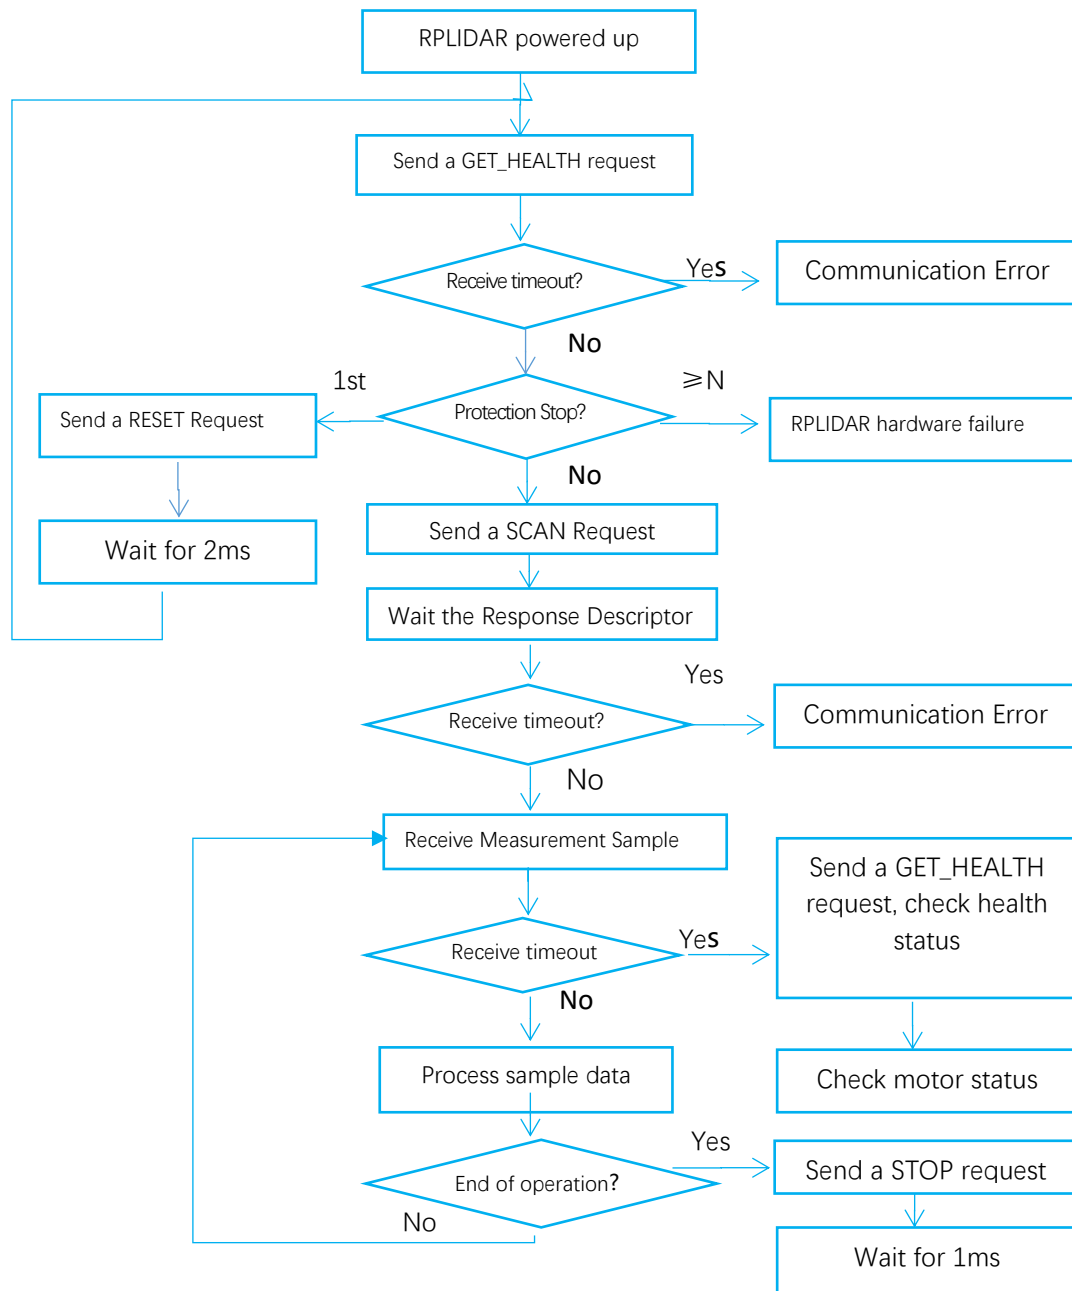 RPLIDAR powered up
Send a GET_HEALTH request
Receive timeout?
Yes
Communication Error
No
1st
≥N
Send a RESET Request
Protection Stop?
RPLIDAR hardware failure
No
Send a SCAN Request
Wait for 2ms
Wait the Response Descriptor
Yes
Receive timeout?
Communication Error
No
Receive Measurement Sample
Send a GET_HEALTH
request, check health
status
Receive timeout
Yes
No
Process sample data
Check motor status
Yes
End of operation?
Send a STOP request
No
Wait for 1ms